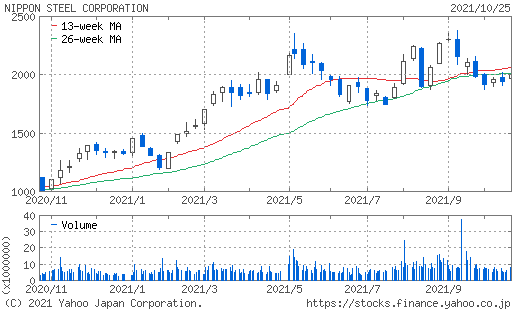 NIPPON STEEL CORPORATION 2021/10/25
2500
13-week MA
26-week MA
2000
1500
1000
2020/11 2021/1 2021/3 2021/5 2021/7 2021/9
40
Volume
30
20
10
0
(x1000000)
2020/11 2021/1 2021/3 2021/5 2021/7 2021/9
(C) 2021 Yahoo Japan Corporation. https://stocks.finance.yahoo.co.jp/